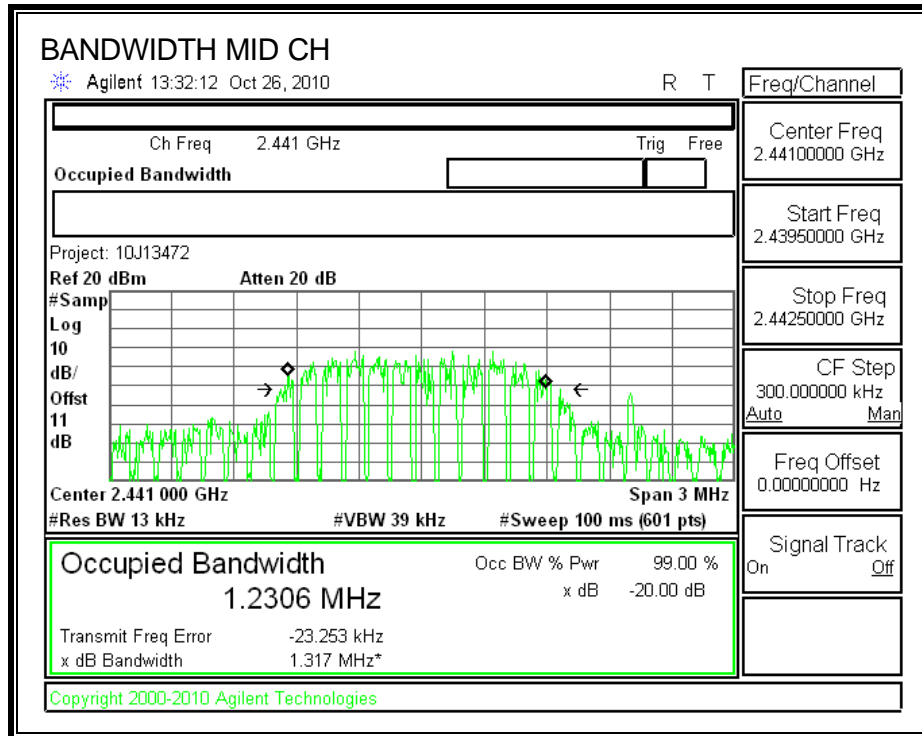 BANDWIDTH MID CH
Agilent 13:32:12 Oct 26, 2010 R T
Freq/Channel
Ch Freq 2.441 GHz Trig Free
Occupied Bandwidth
Center Freq
2.44100000 GHz
Start Freq
2.43950000 GHz
Stop Freq
2.44250000 GHz
CF Step
300.000000 kHz
Auto Man
Freq Offset
0.00000000 Hz
Signal Track
On Off
Project: 10J13472
Ref 20 dBm Atten 20 dB
#Samp
Log
10
dB/
Offst
11
dB
Center 2.441 000 GHz Span 3 MHz
#Res BW 13 kHz #VBW 39 kHz #Sweep 100 ms (601 pts)
Occupied Bandwidth
1.2306 MHz
Occ BW % Pwr 99.00 %
x dB -20.00 dB
Transmit Freq Error -23.253 kHz
x dB Bandwidth 1.317 MHz*
Copyright 2000-2010 Agilent Technologies